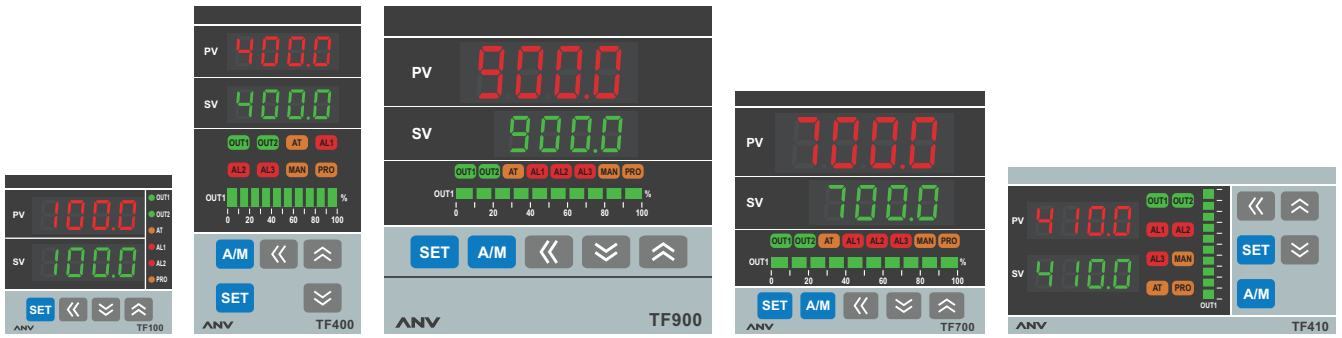 PV 100.0 OUT1
OUT2
AT
SV 100.0 AL1
AL2
PRO
SET
ANV TF100
PV 400.0
SV 400.0
OUT1 OUT2 AT AL1
AL2 AL3 MAN PRO
OUT1 %
0 20 40 60 80 100
A/M
SET
ANV TF400
PV 900.0
SV 900.0
OUT1 OUT2 AT AL1 AL2 AL3 MAN PRO
OUT1 %
0 20 40 60 80 100
SET A/M
ANV TF900
PV 700.0
SV 700.0
OUT1 OUT2 AT AL1 AL2 AL3 MAN PRO
OUT1 %
0 20 40 60 80 100
SET A/M
ANV TF700
PV 410.0 OUT1 OUT2
AL1 AL2
SV 410.0 AL3 MAN
AT PRO
OUT1
SET
A/M
ANV TF410